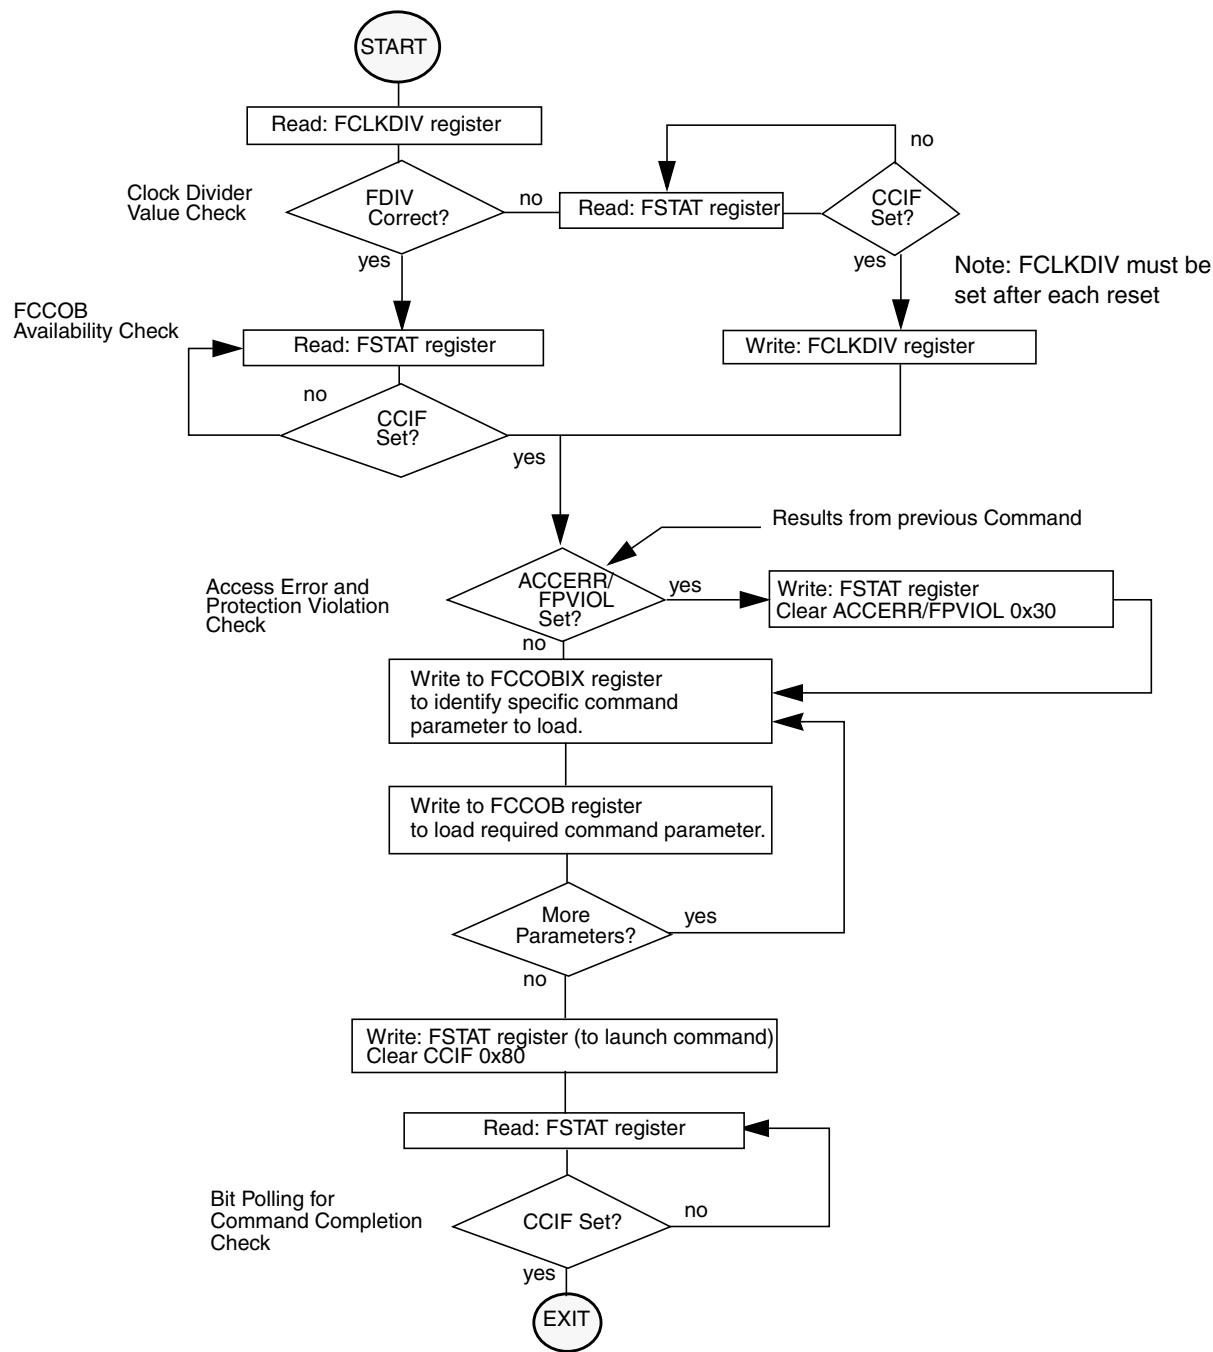 START
Read: FCLKDIV register
Clock Divider
Value Check
FDIV
Correct?
no
Read: FSTAT register
no
CCIF
Set?
yes
yes
Note: FCLKDIV must be
set after each reset
FCCOB
Availability Check
Read: FSTAT register
Write: FCLKDIV register
no
CCIF
Set?
yes
Results from previous Command
Access Error and
Protection Violation
Check
ACCERR/
FPVIOL
Set?
yes
Write: FSTAT register
Clear ACCERR/FPVIOL 0x30
no
Write to FCCOBIX register
to identify specific command
parameter to load.
Write to FCCOB register
to load required command parameter.
More
Parameters?
yes
no
Write: FSTAT register (to launch command)
Clear CCIF 0x80
Read: FSTAT register
Bit Polling for
Command Completion
Check
CCIF Set?
no
yes
EXIT